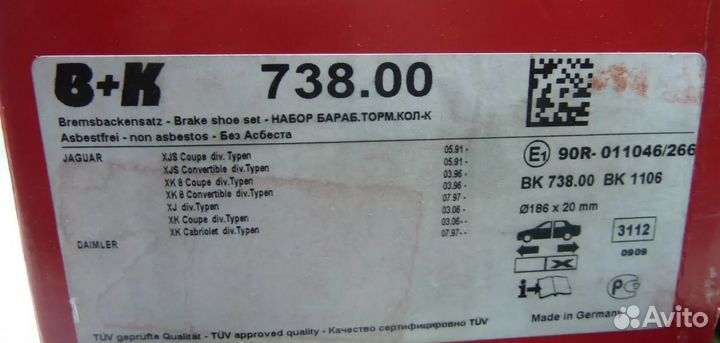 B+K 738.00
Bremsbackensatz - Brake shoe set - НАБОР БАРАБ.ТОРМ.КОЛ-К
Asbestfrei - non asbestos - Без Асбеста
JAGUAR XJS Coupe div.Typen 05.91 -
XJS Convertible div.Typen 05.91 -
XK 8 Coupe div.Typen 03.96 -
XK 8 Convertible div.Typen 03.96 -
XJ div.Typen 07.97 -
XK Coupe div.Typen 03.06 -
XK Cabriolet div.Typen 03.06 -
DAIMLER 07.97 -
E1 90R- 011046/266
BK 738.00 BK 1106
Ø186 x 20 mm
3112
0909
X
i
PC
Made in Germany
TÜV geprüfte Qualität - TÜV approved quality - Качество сертифицировно TÜV
Avito